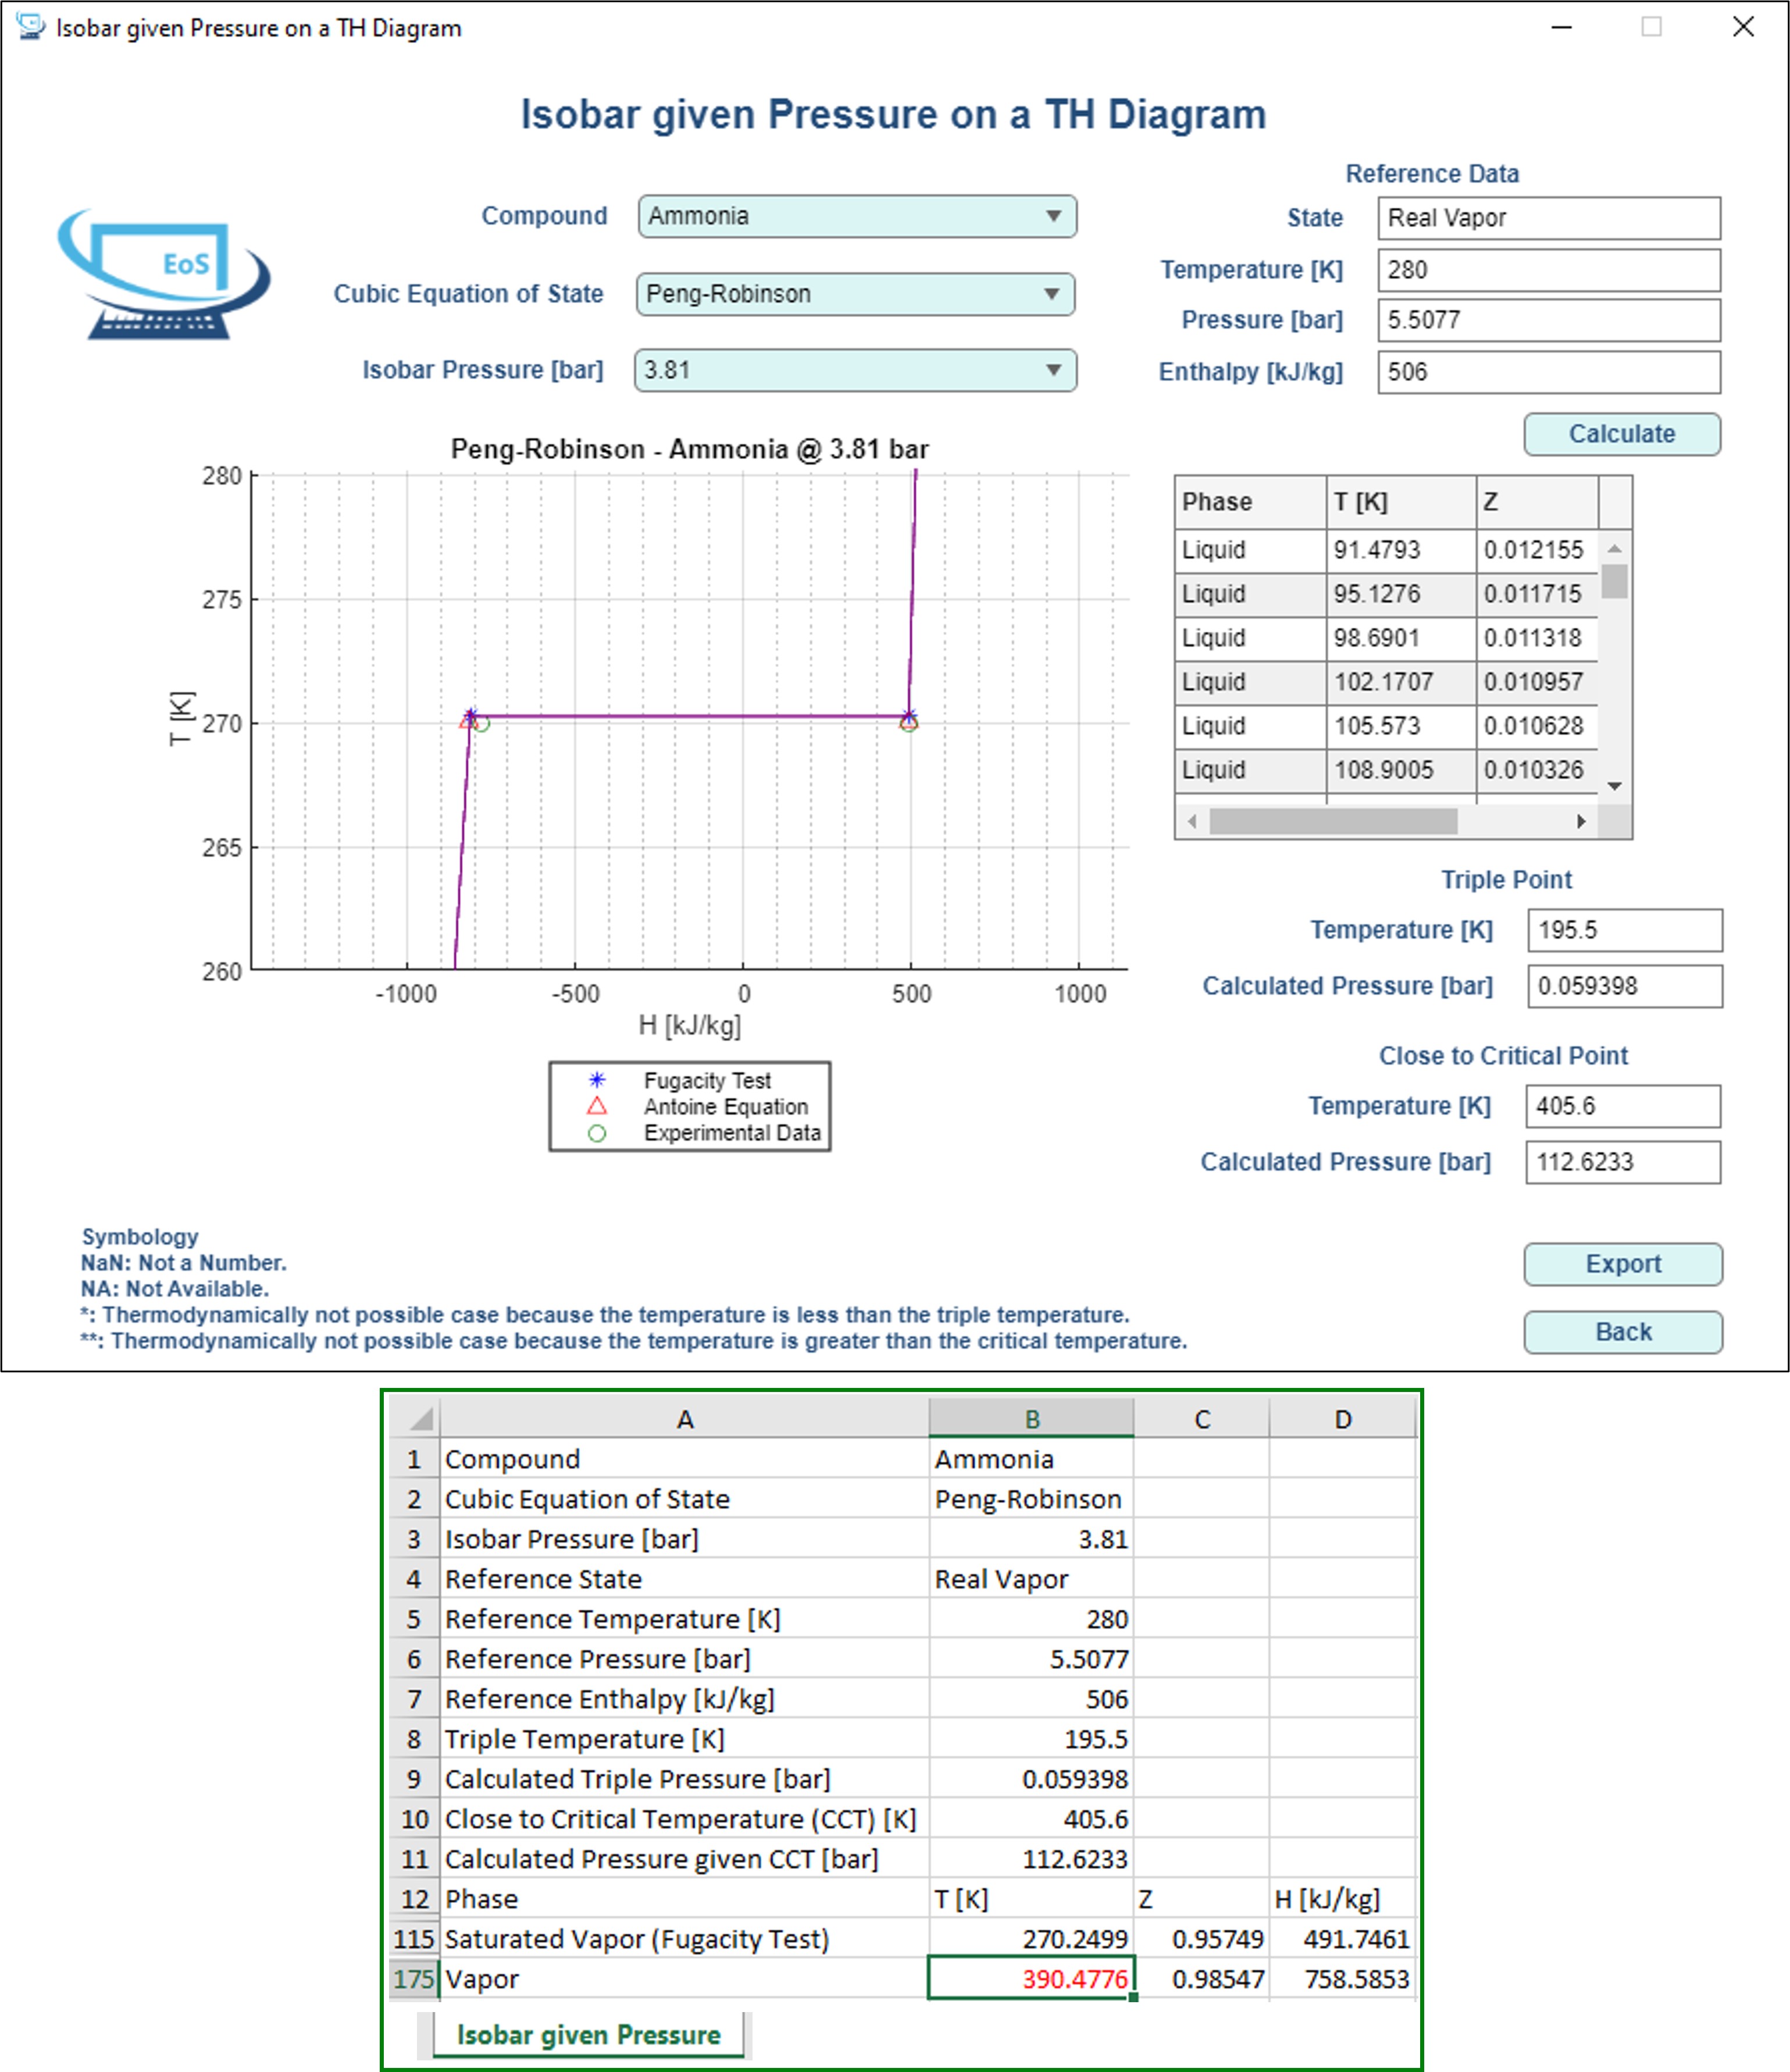 Isobar given Pressure on a TH Diagram
Isobar given Pressure on a TH Diagram
EoS
Compound Ammonia
Cubic Equation of State Peng-Robinson
Isobar Pressure [bar] 3.81
Reference Data
State Real Vapor
Temperature [K] 280
Pressure [bar] 5.5077
Enthalpy [kJ/kg] 506
Calculate
Peng-Robinson - Ammonia @ 3.81 bar
280
275
270
265
260
T [K]
-1000 -500 0 500 1000
H [kJ/kg]
Fugacity Test
Antoine Equation
Experimental Data
Phase T [K] Z
Liquid 91.4793 0.012155
Liquid 95.1276 0.011715
Liquid 98.6901 0.011318
Liquid 102.1707 0.010957
Liquid 105.573 0.010628
Liquid 108.9005 0.010326
Triple Point
Temperature [K] 195.5
Calculated Pressure [bar] 0.059398
Close to Critical Point
Temperature [K] 405.6
Calculated Pressure [bar] 112.6233
Symbology
NaN: Not a Number.
NA: Not Available.
*: Thermodynamically not possible case because the temperature is less than the triple temperature.
**: Thermodynamically not possible case because the temperature is greater than the critical temperature.
Export
Back
A B C D
1 Compound Ammonia
2 Cubic Equation of State Peng-Robinson
3 Isobar Pressure [bar] 3.81
4 Reference State Real Vapor
5 Reference Temperature [K] 280
6 Reference Pressure [bar] 5.5077
7 Reference Enthalpy [kJ/kg] 506
8 Triple Temperature [K] 195.5
9 Calculated Triple Pressure [bar] 0.059398
10 Close to Critical Temperature (CCT) [K] 405.6
11 Calculated Pressure given CCT [bar] 112.6233
12 Phase T [K] Z H [kJ/kg]
115 Saturated Vapor (Fugacity Test) 270.2499 0.95749 491.7461
175 Vapor 390.4776 0.98547 758.5853
Isobar given Pressure